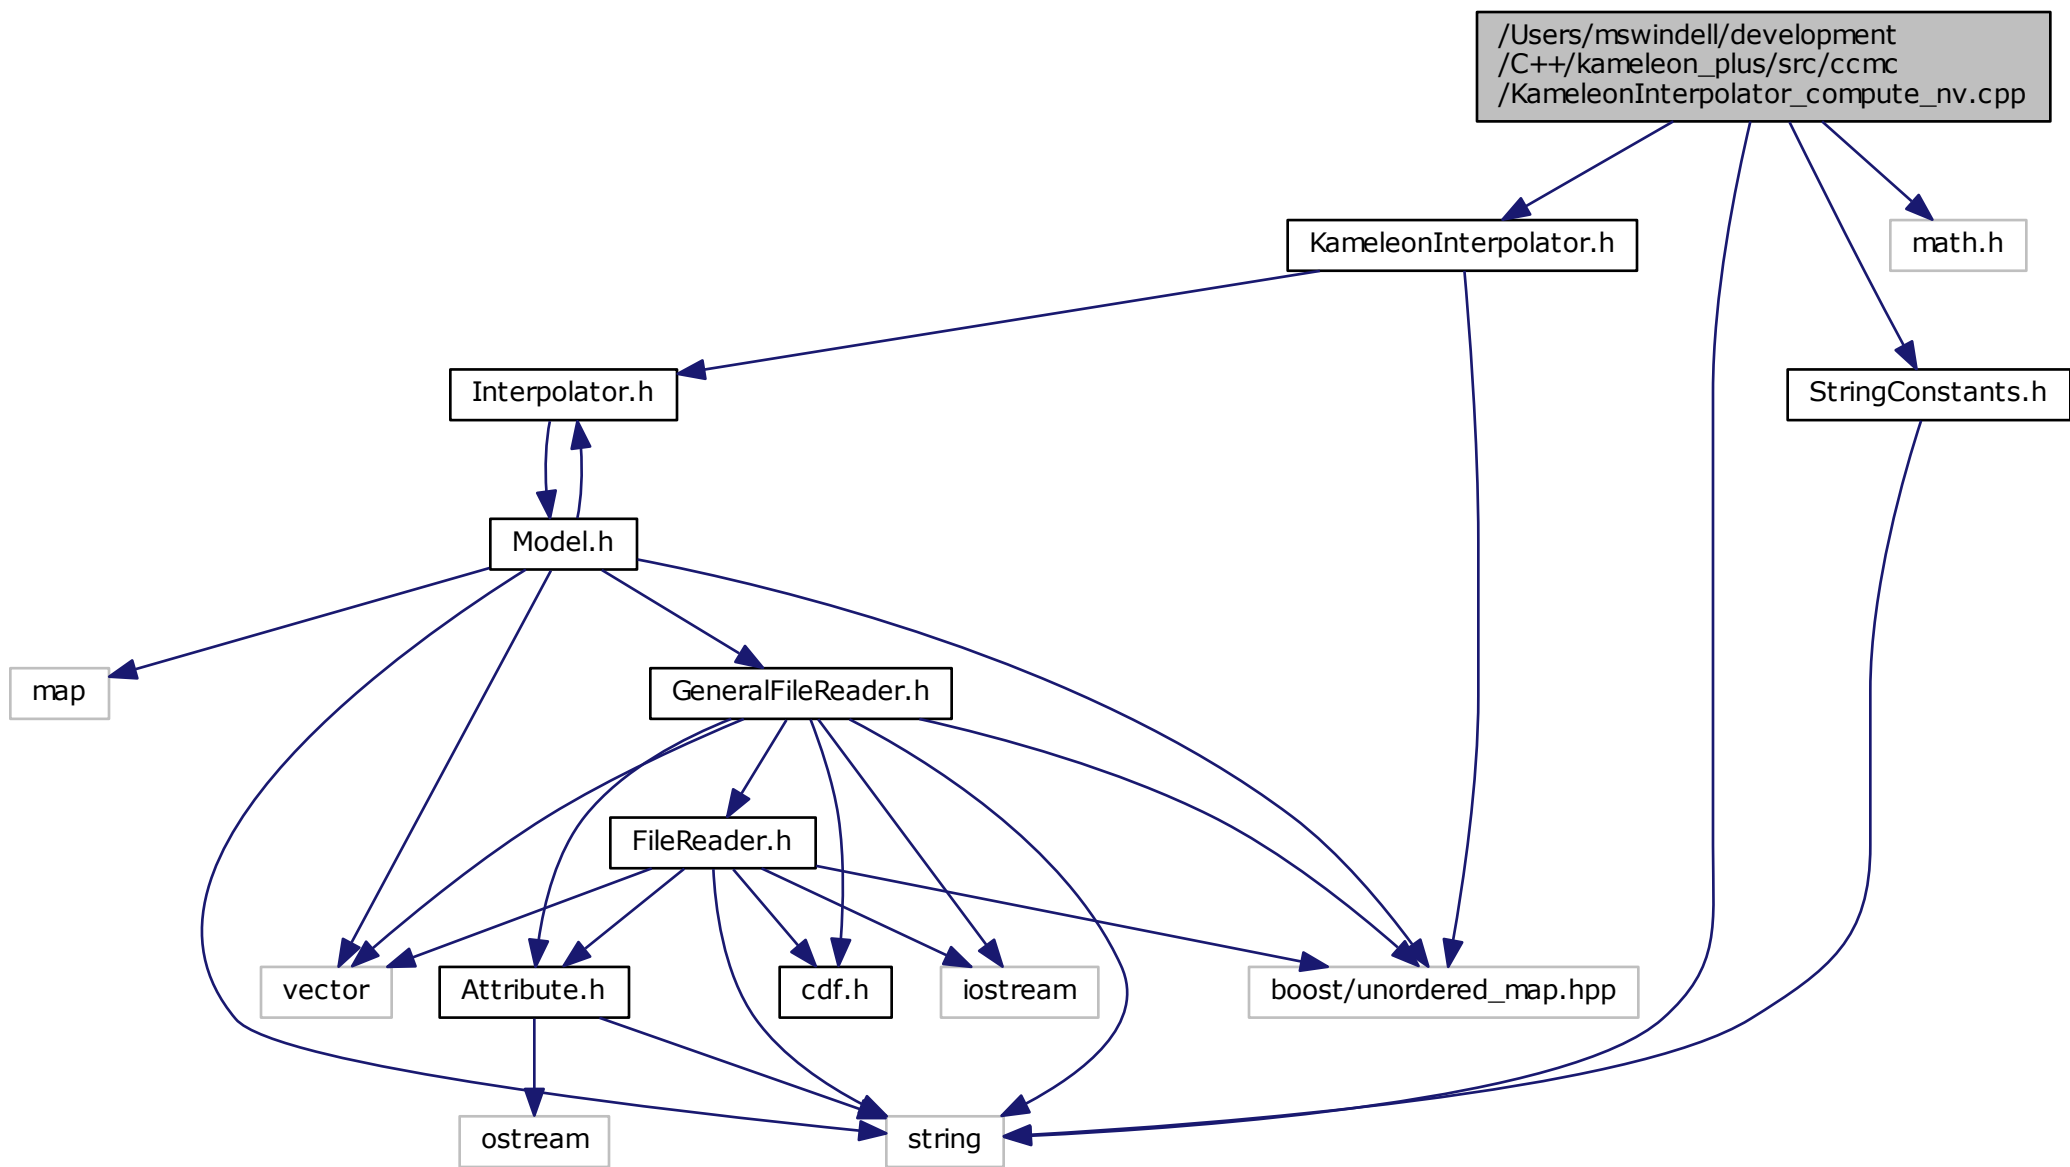 /Users/mswindell/development
/C++/kameleon_plus/src/ccmc
/KameleonInterpolator_compute_nv.cpp
KameleonInterpolator.h
math.h
Interpolator.h
StringConstants.h
Model.h
map
GeneralFileReader.h
FileReader.h
vector
Attribute.h
cdf.h
iostream
boost/unordered_map.hpp
ostream
string